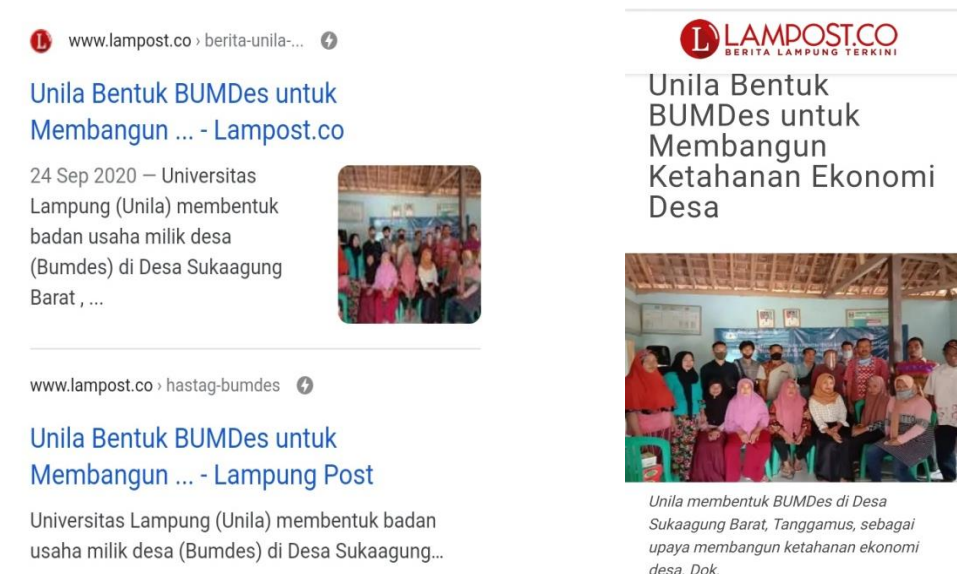 www.lampost.co › berita-unila-...
Unila Bentuk BUMDes untuk
Membangun ... - Lampost.co
24 Sep 2020 — Universitas
Lampung (Unila) membentuk
badan usaha milik desa
(Bumdes) di Desa Sukaagung
Barat , ...
www.lampost.co › hastag-bumdes
Unila Bentuk BUMDes untuk
Membangun ... - Lampung Post
Universitas Lampung (Unila) membentuk badan
usaha milik desa (Bumdes) di Desa Sukaagung...
L LAMPOST.CO
BERITA LAMPUNG TERKINI
Unila Bentuk
BUMDes untuk
Membangun
Ketahanan Ekonomi
Desa
Unila membentuk BUMDes di Desa
Sukaagung Barat, Tanggamus, sebagai
upaya membangun ketahanan ekonomi
desa. Dok.